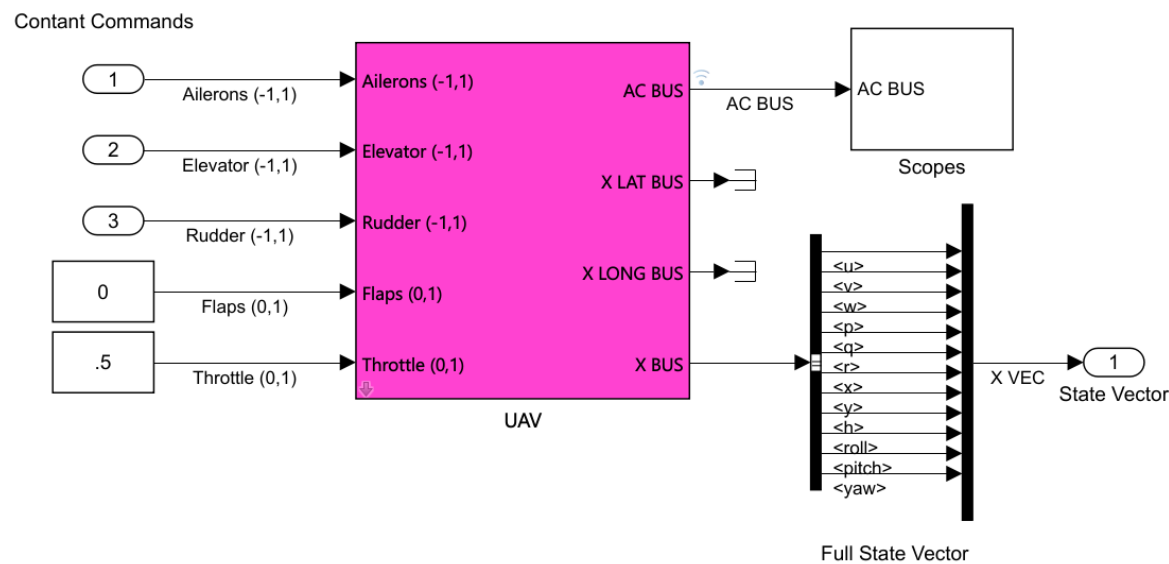 Contant Commands
1
Ailerons (-1,1)
2
Elevator (-1,1)
3
Rudder (-1,1)
0
Flaps (0,1)
.5
Throttle (0,1)
Ailerons (-1,1)
Elevator (-1,1)
Rudder (-1,1)
Flaps (0,1)
Throttle (0,1)
AC BUS
X LAT BUS
X LONG BUS
X BUS
UAV
AC BUS
AC BUS
Scopes
<u>
<v>
<w>
<p>
<q>
<r>
<x>
<y>
<h>
<roll>
<pitch>
<yaw>
X VEC
1
State Vector
Full State Vector